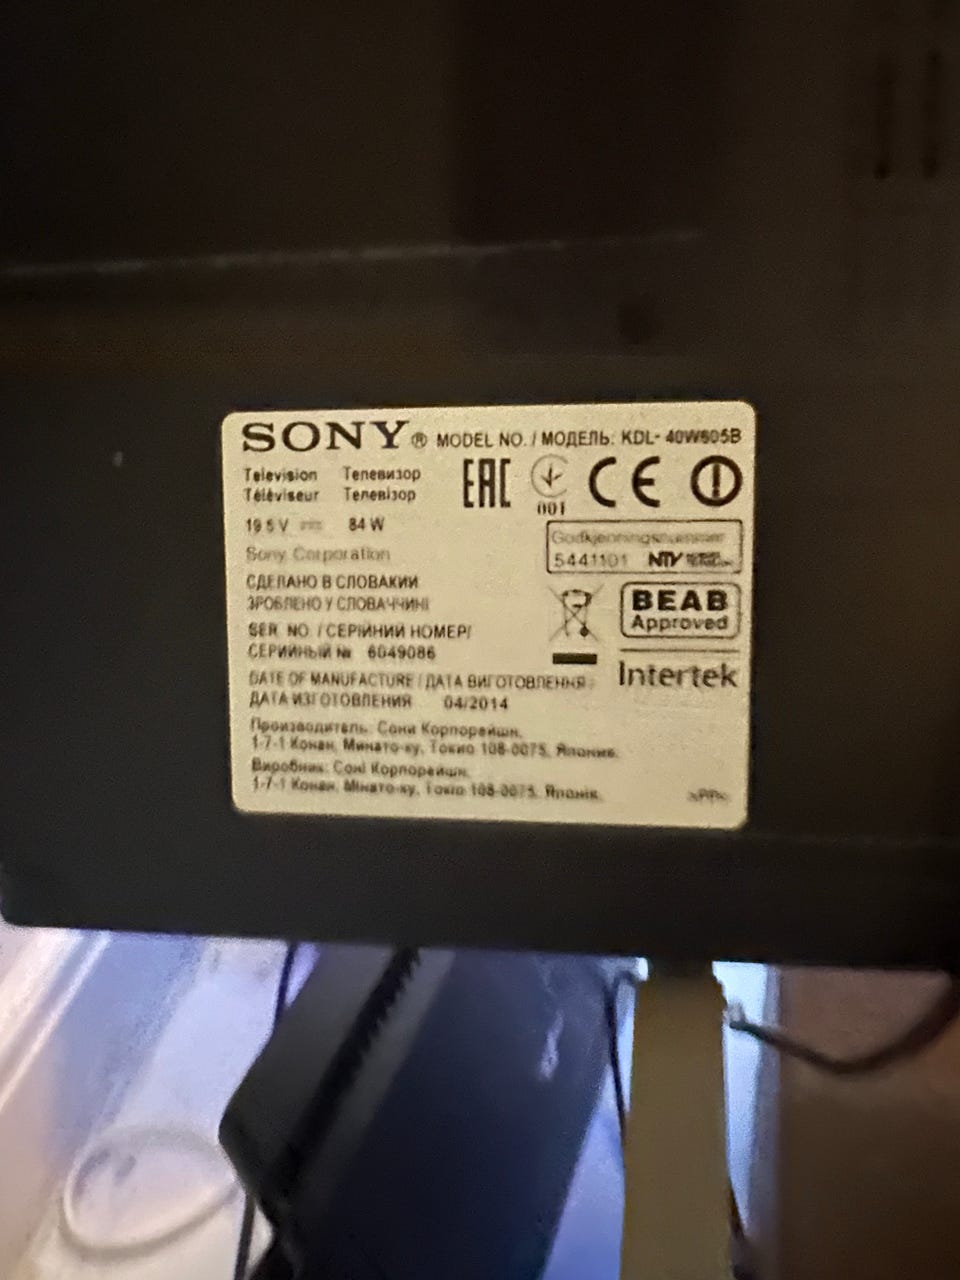 SONY® MODEL NO. / МОДЕЛЬ: KDL- 40W605B
Television Телевизор
Téléviseur Телевізор
EAC
001
CE
19.5 V 84 W
Godkjenningsnummer
5441101
Sony Corporation
СДЕЛАНО В СЛОВАКИИ
ЗРОБЛЕНО У СЛОВАЧЧИНІ
BEAB
Approved
SER. NO. / СЕРІЙНИЙ НОМЕР/
СЕРИЙНЫЙ № 6049086
Intertek
DATE OF MANUFACTURE / ДАТА ВИГОТОВЛЕННЯ /
ДАТА ИЗГОТОВЛЕНИЯ 04/2014
Производитель: Сони Корпорейшн,
1-7-1 Конан, Минато-ку, Токио 108-0075, Япония.
Виробник: Соні Корпорейшн,
1-7-1 Конан, Мінато-ку, Токіо 108-0075, Японія.
>PP<